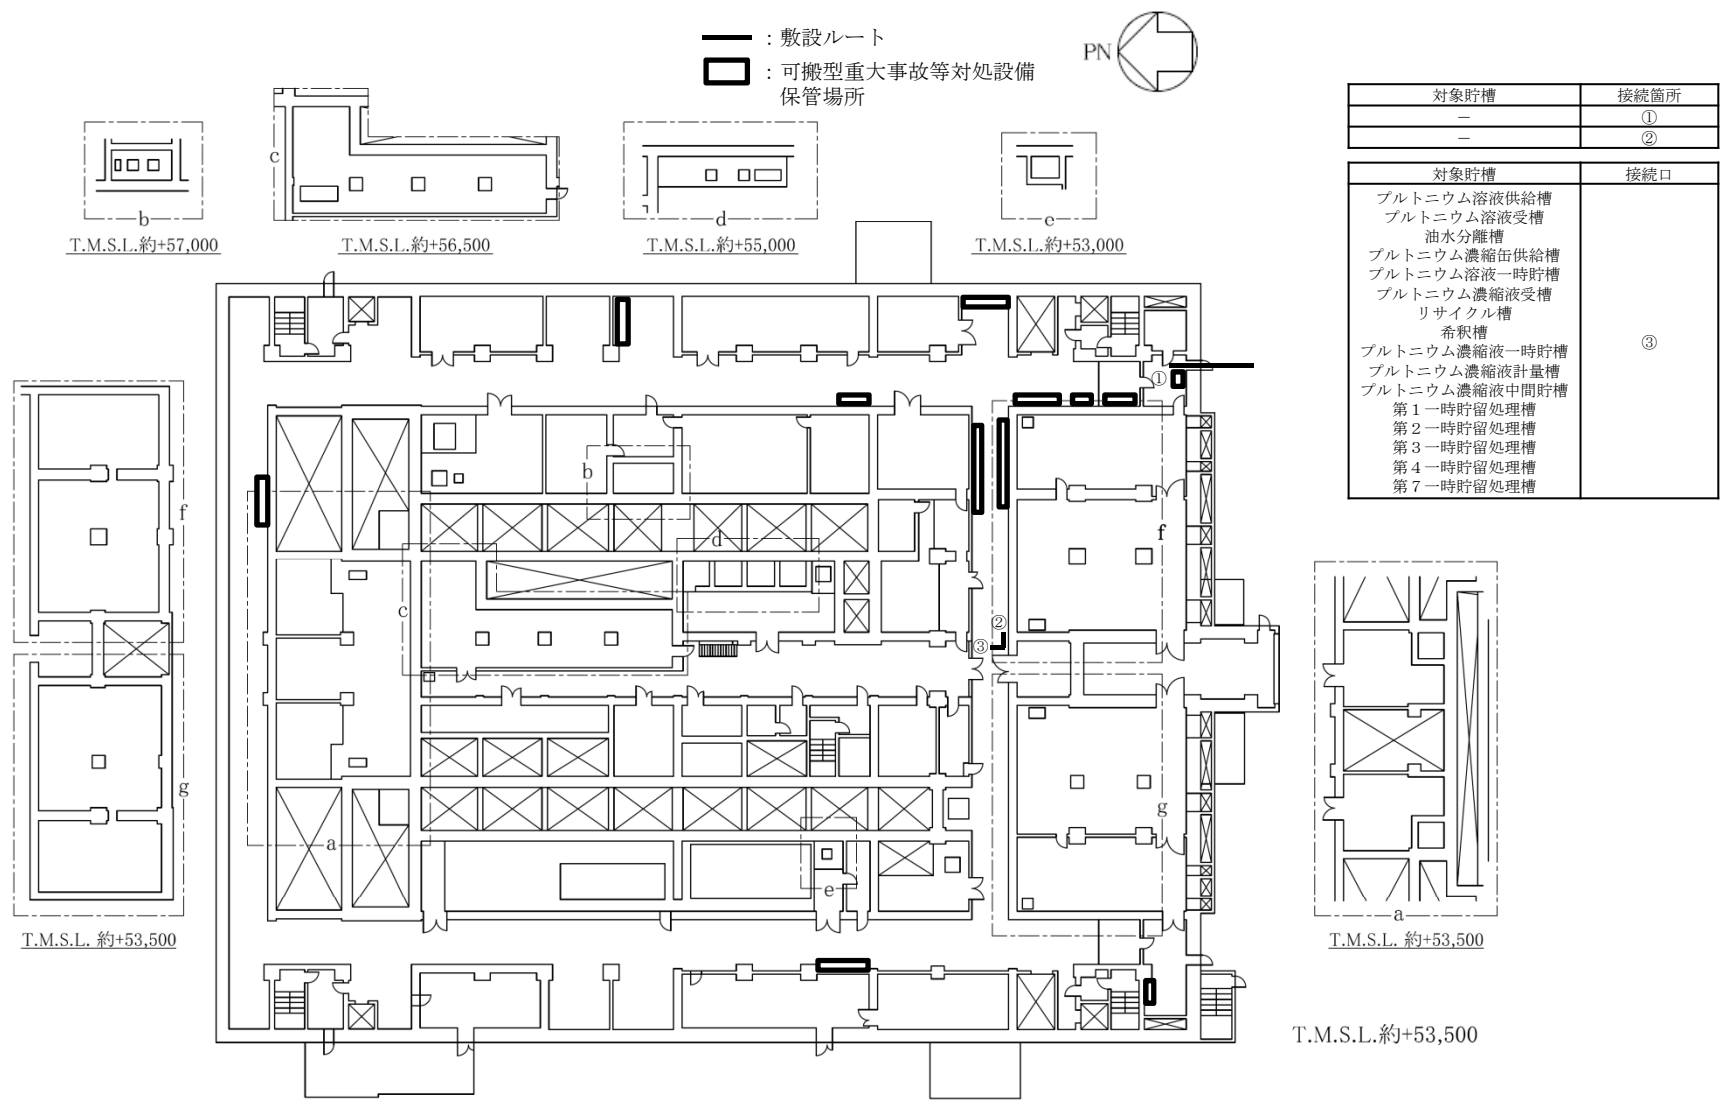 ：敷設ルート
：可搬型重大事故等対処設備
保管場所
PN
対象貯槽 接続箇所
－ ①
－ ②
対象貯槽 接続口
プルトニウム溶液供給槽
プルトニウム溶液受槽
油水分離槽
プルトニウム濃縮缶供給槽
プルトニウム溶液一時貯槽
プルトニウム濃縮液受槽
リサイクル槽
希釈槽
プルトニウム濃縮液一時貯槽
③
プルトニウム濃縮液計量槽
プルトニウム濃縮液中間貯槽
第１一時貯留処理槽
第２一時貯留処理槽
第３一時貯留処理槽
第４一時貯留処理槽
第７一時貯留処理槽
b
T.M.S.L.約+57,000
c
T.M.S.L.約+56,500
d
T.M.S.L.約+55,000
e
T.M.S.L.約+53,000
f
g
T.M.S.L. 約+53,500
①
b
d
f
c
②
③
g
a
e
a
T.M.S.L. 約+53,500
T.M.S.L.約+53,500